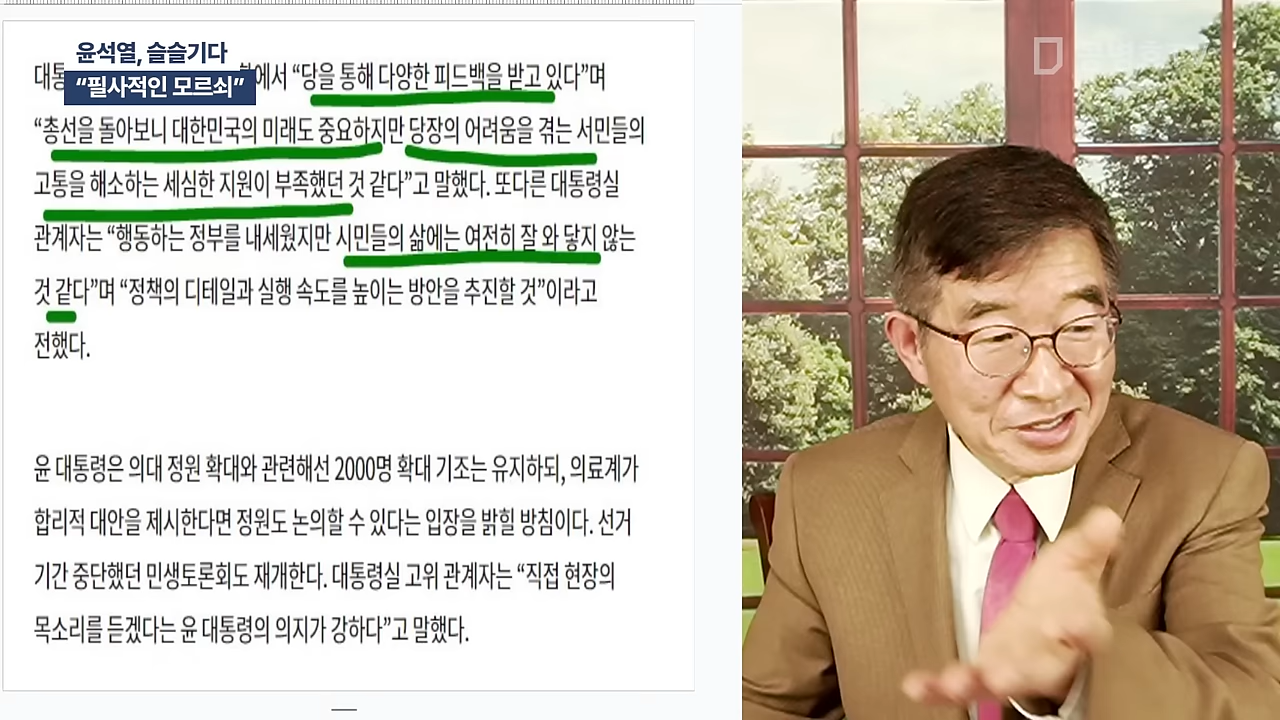 윤석열, 슬슬기다
“필사적인 모르쇠”
대통 에서 “당을 통해 다양한 피드백을 받고 있다”며
“총선을 돌아보니 대한민국의 미래도 중요하지만 당장의 어려움을 겪는 서민들의
고통을 해소하는 세심한 지원이 부족했던 것 같다”고 말했다. 또다른 대통령실
관계자는 “행동하는 정부를 내세웠지만 시민들의 삶에는 여전히 잘 와 닿지 않는
것 같다”며 “정책의 디테일과 실행 속도를 높이는 방안을 추진할 것”이라고
전했다.
윤 대통령은 의대 정원 확대와 관련해선 2000명 확대 기조는 유지하되, 의료계가
합리적 대안을 제시한다면 정원도 논의할 수 있다는 입장을 밝힐 방침이다. 선거
기간 중단했던 민생토론회도 재개한다. 대통령실 고위 관계자는 “직접 현장의
목소리를 듣겠다는 윤 대통령의 의지가 강하다”고 말했다.